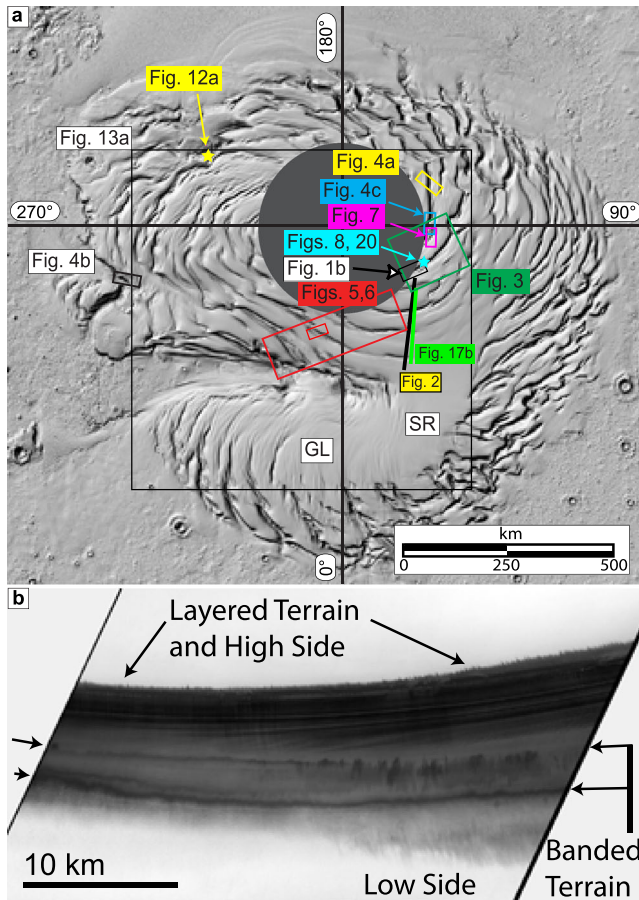 a
180°
Fig. 12a
Fig. 13a
Fig. 4a
Fig. 4c
270°
90°
Fig. 7
Figs. 8, 20
Fig. 4b
Fig. 1b
Fig. 3
Figs. 5,6
Fig. 17b
Fig. 2
SR
GL
km
0 250 500
0°
b
Layered Terrain
and High Side
10 km
Low Side
Banded
Terrain